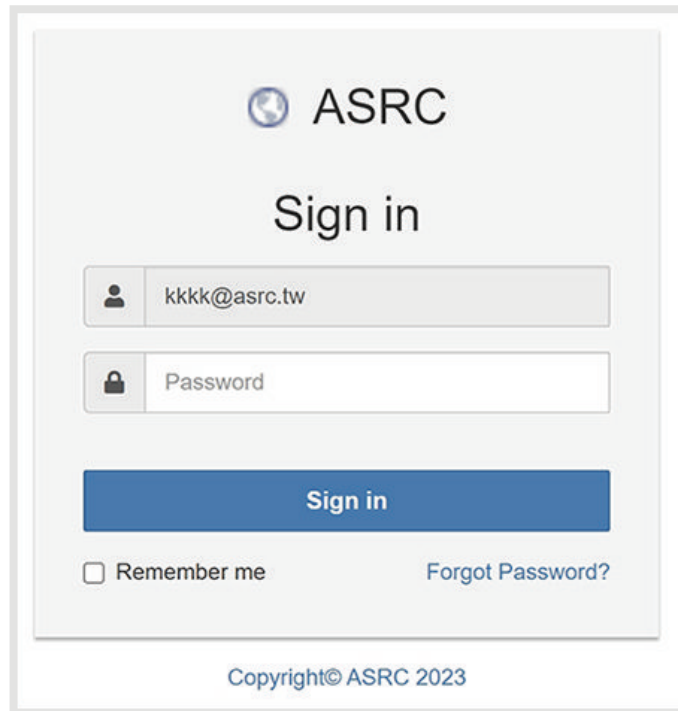 ASRC
Sign in
kkkk@asrc.tw
Password
Sign in
Remember me Forgot Password?
Copyright© ASRC 2023